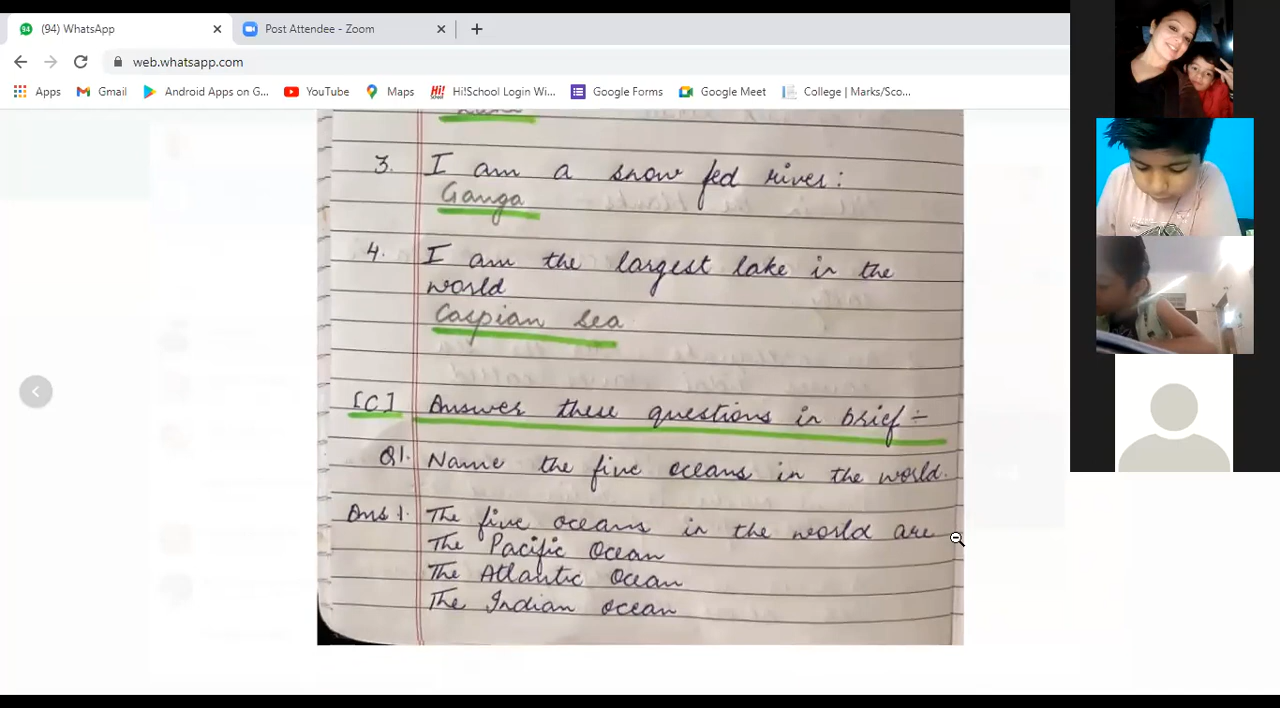 (94) WhatsApp
Post Attendee - Zoom
web.whatsapp.com
Apps
Gmail
Android Apps on G...
YouTube
Maps
Hi!School Login Wi...
Google Forms
Google Meet
College | Marks/Sco...
3. I am a snow fed river:
Ganga
4. I am the largest lake in the
world
Caspian sea
[C] Answer these questions in brief :-
Q1. Name the five oceans in the world.
Ans 1. The five oceans in the world are
The Pacific Ocean
The Atlantic Ocean
The Indian ocean